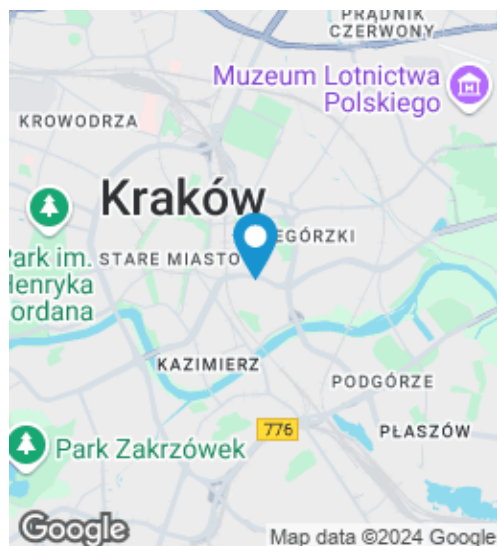 PRĄDNIK
CZERWONY
Muzeum Lotnictwa
Polskiego
KROWODRZA
Kraków
EGÓRZKI
Park im.
Henryka
ordana
STARE MIASTO
KAZIMIERZ
PODGÓRZE
776
PŁASZÓW
Park Zakrzówek
Google
Map data ©2024 Google